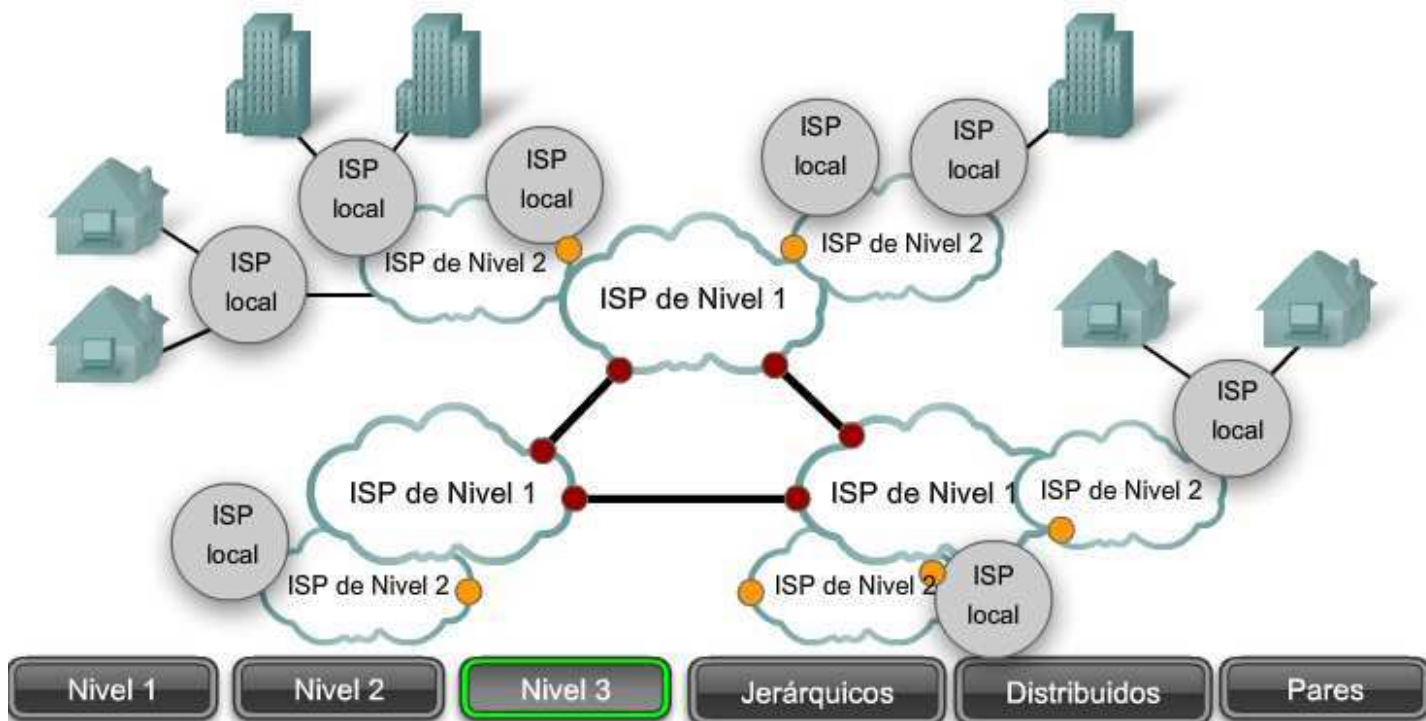 ISP
local
ISP
local
ISP
local
ISP
local
ISP
local
ISP de Nivel 2
ISP de Nivel 2
ISP de Nivel 1
ISP
local
ISP de Nivel 1
ISP de Nivel 1
ISP de Nivel 2
ISP
local
ISP de Nivel 2
ISP de Nivel 2
ISP
local
Nivel 1
Nivel 2
Nivel 3
Jerárquicos
Distribuidos
Pares